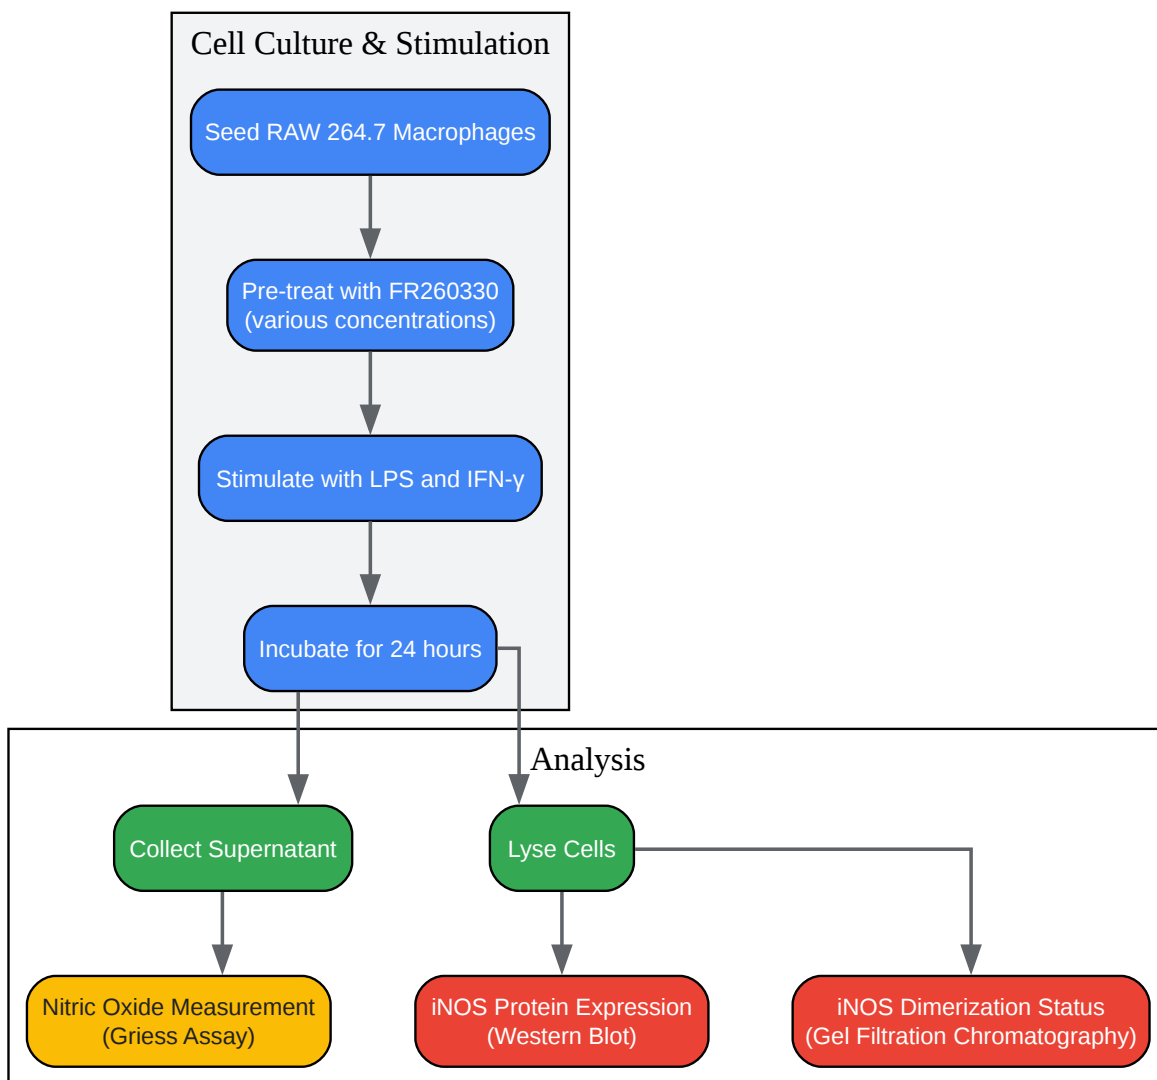 Cell Culture & Stimulation
Seed RAW 264.7 Macrophages
Pre-treat with FR260330
(various concentrations)
Stimulate with LPS and IFN-γ
Incubate for 24 hours
Analysis
Collect Supernatant
Lyse Cells
Nitric Oxide Measurement
(Griess Assay)
iNOS Protein Expression
(Western Blot)
iNOS Dimerization Status
(Gel Filtration Chromatography)